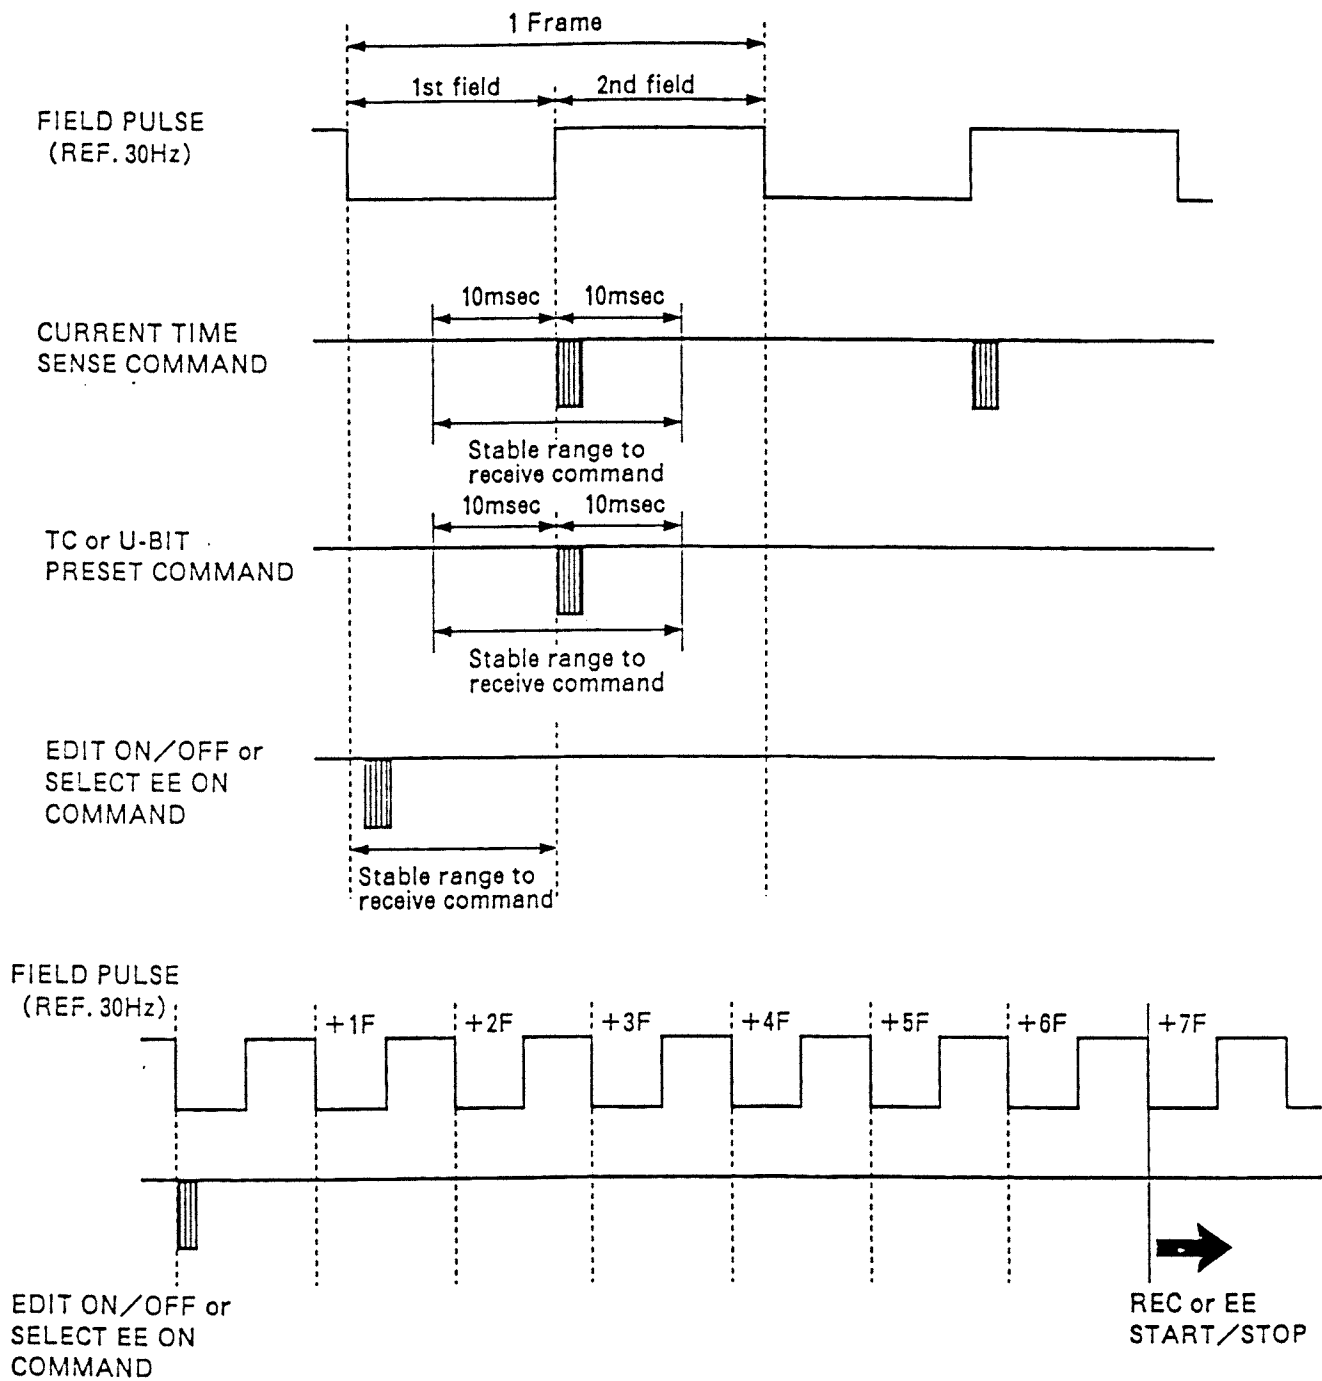 1 Frame
1st field
2nd field
FIELD PULSE
(REF. 30Hz)
10msec
10msec
CURRENT TIME
SENSE COMMAND
Stable range to
receive command
10msec
10msec
TC or U-BIT
PRESET COMMAND
Stable range to
receive command
EDIT ON/OFF or
SELECT EE ON
COMMAND
Stable range to
receive command
FIELD PULSE
(REF. 30Hz)
+1F
+2F
+3F
+4F
+5F
+6F
+7F
EDIT ON/OFF or
SELECT EE ON
COMMAND
REC or EE
START/STOP